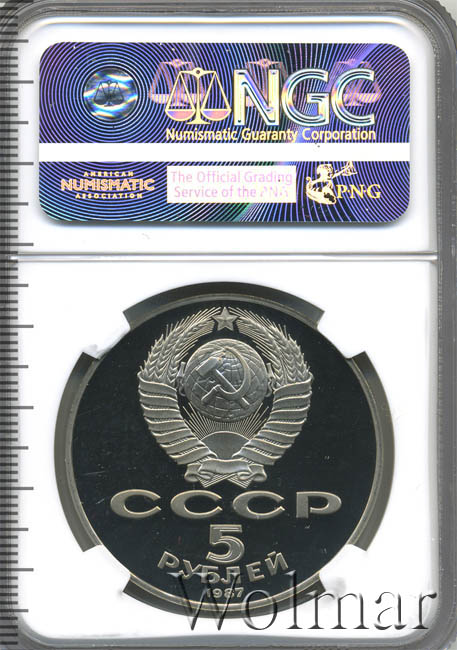 NGC
Numismatic Guaranty Corporation
AMERICAN
NUMISMATIC
ASSOCIATION
The Official Grading
Service of the ANA
PNG
СССР
5
РУБЛЕЙ
1987
Wolmar